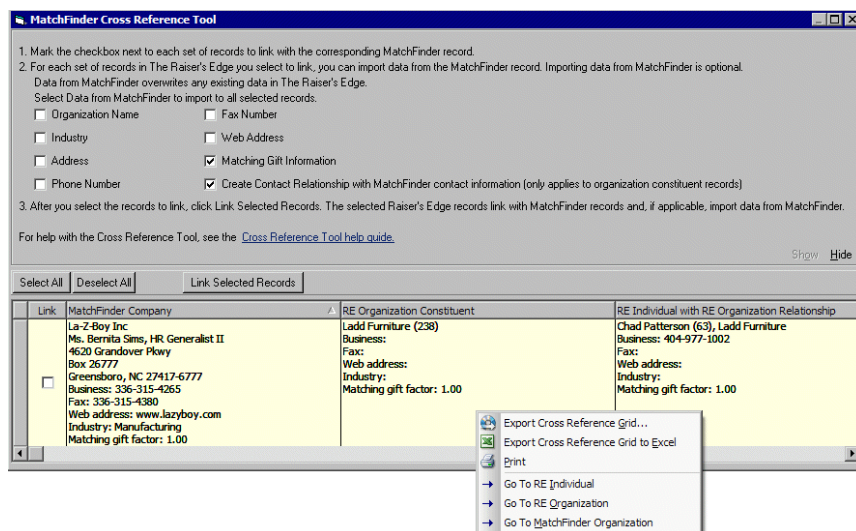 MatchFinder Cross Reference Tool
1. Mark the checkbox next to each set of records to link with the corresponding MatchFinder record.
2. For each set of records in The Raiser's Edge you select to link, you can import data from the MatchFinder record. Importing data from MatchFinder is optional.
Data from MatchFinder overwrites any existing data in The Raiser's Edge.
Select Data from MatchFinder to import to all selected records.
Organization Name
Fax Number
Industry
Web Address
Address
Matching Gift Information
Phone Number
Create Contact Relationship with MatchFinder contact information (only applies to organization constituent records)
3. After you select the records to link, click Link Selected Records. The selected Raiser's Edge records link with MatchFinder records and, if applicable, import data from MatchFinder.
For help with the Cross Reference Tool, see the Cross Reference Tool help guide.
Show Hide
Select All Deselect All Link Selected Records
Link MatchFinder Company RE Organization Constituent RE Individual with RE Organization Relationship
La-Z-Boy Inc
Ms. Bernita Sims, HR Generalist II
4620 Grandover Pkwy
Box 26777
Greensboro, NC 27417-6777
Business: 336-315-4265
Fax: 336-315-4380
Web address: www.lazyboy.com
Industry: Manufacturing
Matching gift factor: 1.00
Ladd Furniture (238)
Business:
Fax:
Web address:
Industry:
Matching gift factor: 1.00
Chad Patterson (63), Ladd Furniture
Business: 404-977-1002
Fax:
Web address:
Industry:
Matching gift factor: 1.00
Export Cross Reference Grid...
Export Cross Reference Grid to Excel
Print
Go To RE Individual
Go To RE Organization
Go To MatchFinder Organization